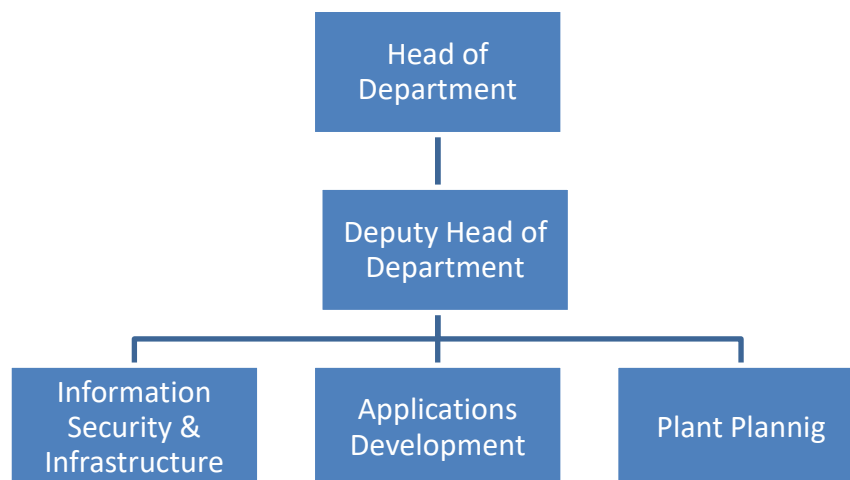 Head of
Department
Deputy Head of
Department
Information
Security &
Infrastructure
Applications
Development
Plant Plannig